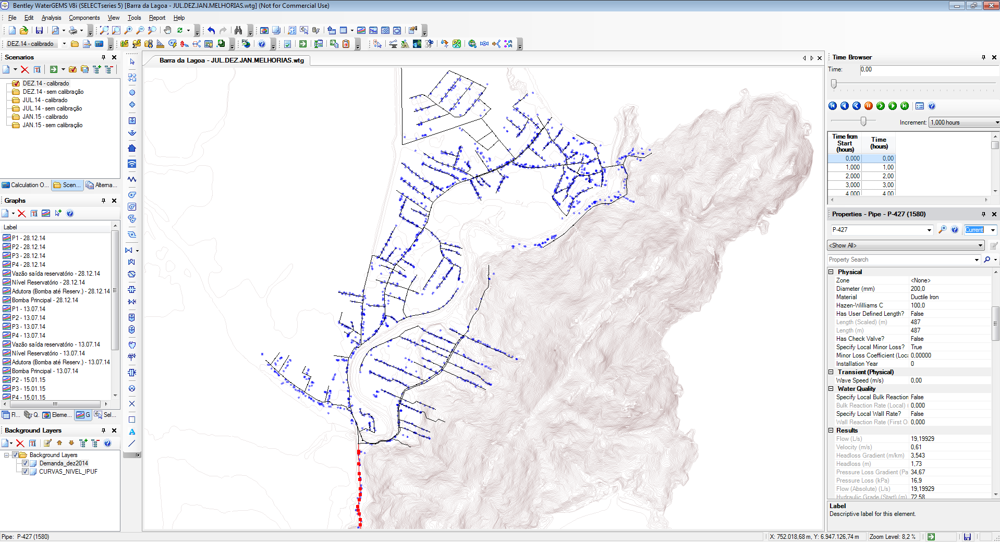 Bentley WaterGEMS V8i (SELECTseries 5) [Barra da Lagoa - JUL.DEZ.JAN.MELHORIAS.wtg] (Not for Commercial Use)
File Edit Analysis Components View Tools Report Help
DEZ.14 - calibrado
Scenarios
DEZ.14 - calibrado
DEZ.14 - sem calibração
JUL.14 - calibrado
JUL.14 - sem calibração
JAN.15 - calibrado
JAN.15 - sem calibração
Calculation O... Scen... Alterna...
Graphs
Label
P1 - 28.12.14
P2 - 28.12.14
P3 - 28.12.14
P4 - 28.12.14
Vazão saída reservatório - 28.12.14
Nível Reservatório - 28.12.14
Adutora (Bomba até Reserv.) - 28.12.14
Bomba Principal - 28.12.14
P1 - 13.07.14
P2 - 13.07.14
P3 - 13.07.14
P4 - 13.07.14
Vazão saída reservatório - 13.07.14
Nível Reservatório - 13.07.14
Adutora (Bomba até Reserv.) - 13.07.14
Bomba Principal - 13.07.14
P2 - 15.01.15
P3 - 15.01.15
P4 - 15.01.15
Fl... Q. Eleme... G Sel...
Background Layers
Background Layers
Demanda_dez2014
CURVAS_NIVEL_IPUF
Barra da Lagoa - JUL.DEZ.JAN.MELHORIAS.wtg
Time Browser
Time: 0,00
Increment: 1,000 hours
Time from Start (hours) Time (hours)
0,000 0,00
1,000 1,00
2,000 2,00
3,000 3,00
4,000 4,00
Properties - Pipe - P-427 (1580)
P-427 Current
<Show All>
Property Search
Physical
Zone <None>
Diameter (mm) 200,0
Material Ductile Iron
Hazen-Williams C 100,0
Has User Defined Length? False
Length (Scaled) (m) 487
Length (m) 487
Has Check Valve? False
Specify Local Minor Loss? True
Minor Loss Coefficient (Loca 0,00000
Installation Year 0
Transient (Physical)
Wave Speed (m/s) 0,00
Water Quality
Specify Local Bulk Reaction False
Bulk Reaction Rate (Local) ( 0,000
Specify Local Wall Rate? False
Wall Reaction Rate (First O 0,000
Results
Flow (L/s) 19,19929
Velocity (m/s) 0,61
Headloss Gradient (m/km) 3,543
Headloss (m) 1,73
Pressure Loss Gradient (Pa 34,67
Pressure Loss (kPa) 16,9
Flow (Absolute) (L/s) 19,19929
Hydraulic Grade (Start) (m) 72,58
Label
Descriptive label for this element.
Pipe: P-427 (1580)
X: 752.018,68 m, Y: 6.947.126,74 m Zoom Level: 8,2 %